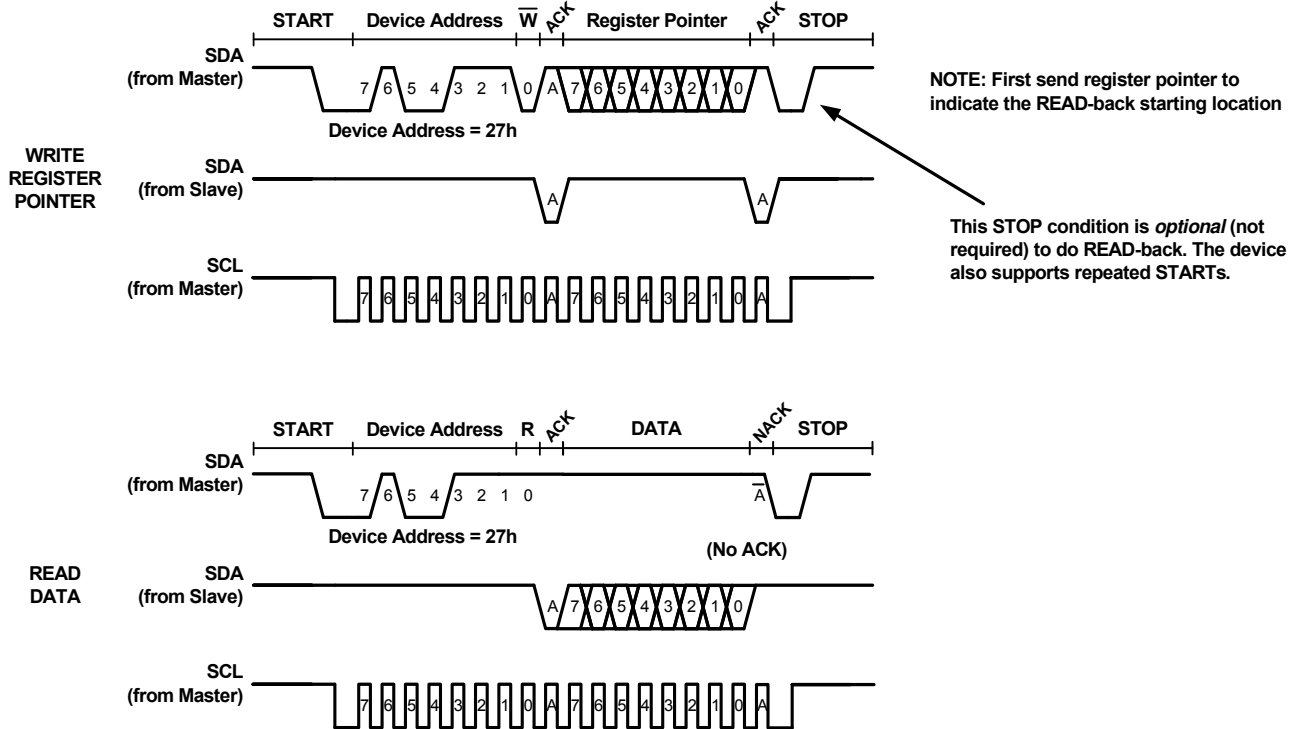 START Device Address W ACK Register Pointer ACK STOP
SDA
(from Master)
7 6 5 4 3 2 1 0 A 7 6 5 4 3 2 1 0
Device Address = 27h
NOTE: First send register pointer to
indicate the READ-back starting location
WRITE
REGISTER
POINTER
SDA
(from Slave)
A A
This STOP condition is optional (not
required) to do READ-back. The device
also supports repeated STARTs.
SCL
(from Master)
7 6 5 4 3 2 1 0 A 7 6 5 4 3 2 1 0 A
START Device Address R ACK DATA NACK STOP
SDA
(from Master)
7 6 5 4 3 2 1 0 A
Device Address = 27h
(No ACK)
READ
DATA
SDA
(from Slave)
A 7 6 5 4 3 2 1 0
SCL
(from Master)
7 6 5 4 3 2 1 0 A 7 6 5 4 3 2 1 0 A